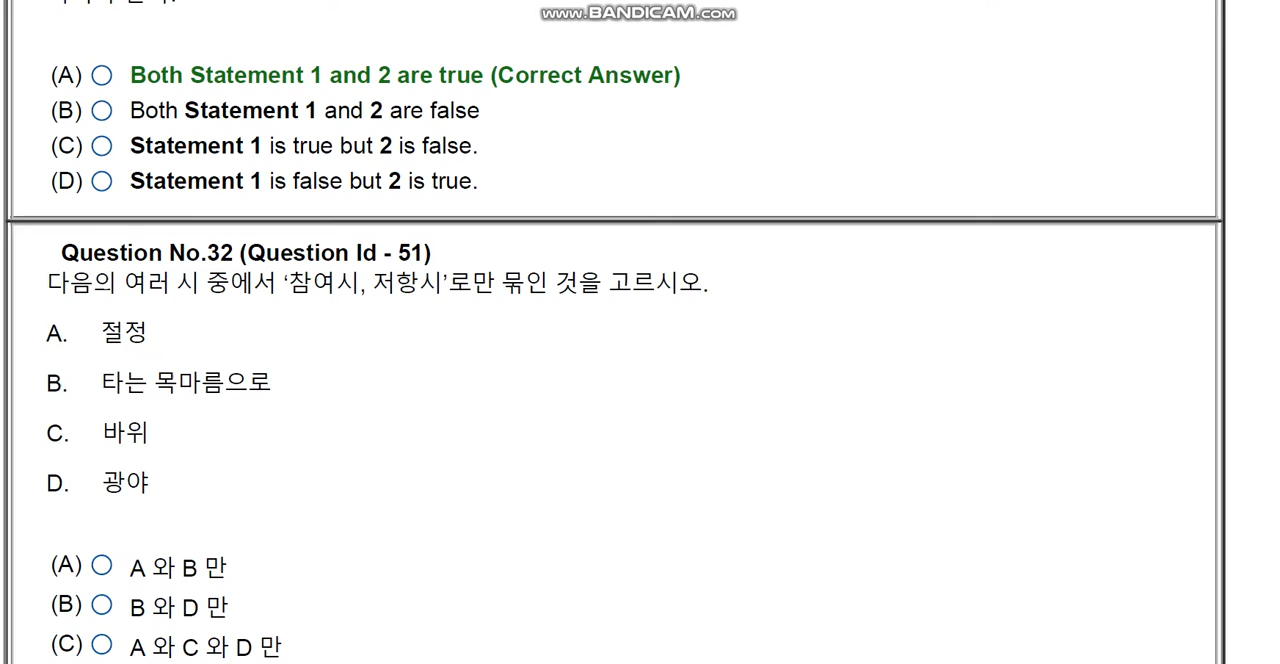 www.BANDICAM.com
(A) Both Statement 1 and 2 are true (Correct Answer)
(B) Both Statement 1 and 2 are false
(C) Statement 1 is true but 2 is false.
(D) Statement 1 is false but 2 is true.
Question No.32 (Question Id - 51)
다음의 여러 시 중에서 ‘참여시, 저항시’로만 묶인 것을 고르시오.
A. 절정
B. 타는 목마름으로
C. 바위
D. 광야
(A) A 와 B 만
(B) B 와 D 만
(C) A 와 C 와 D 만